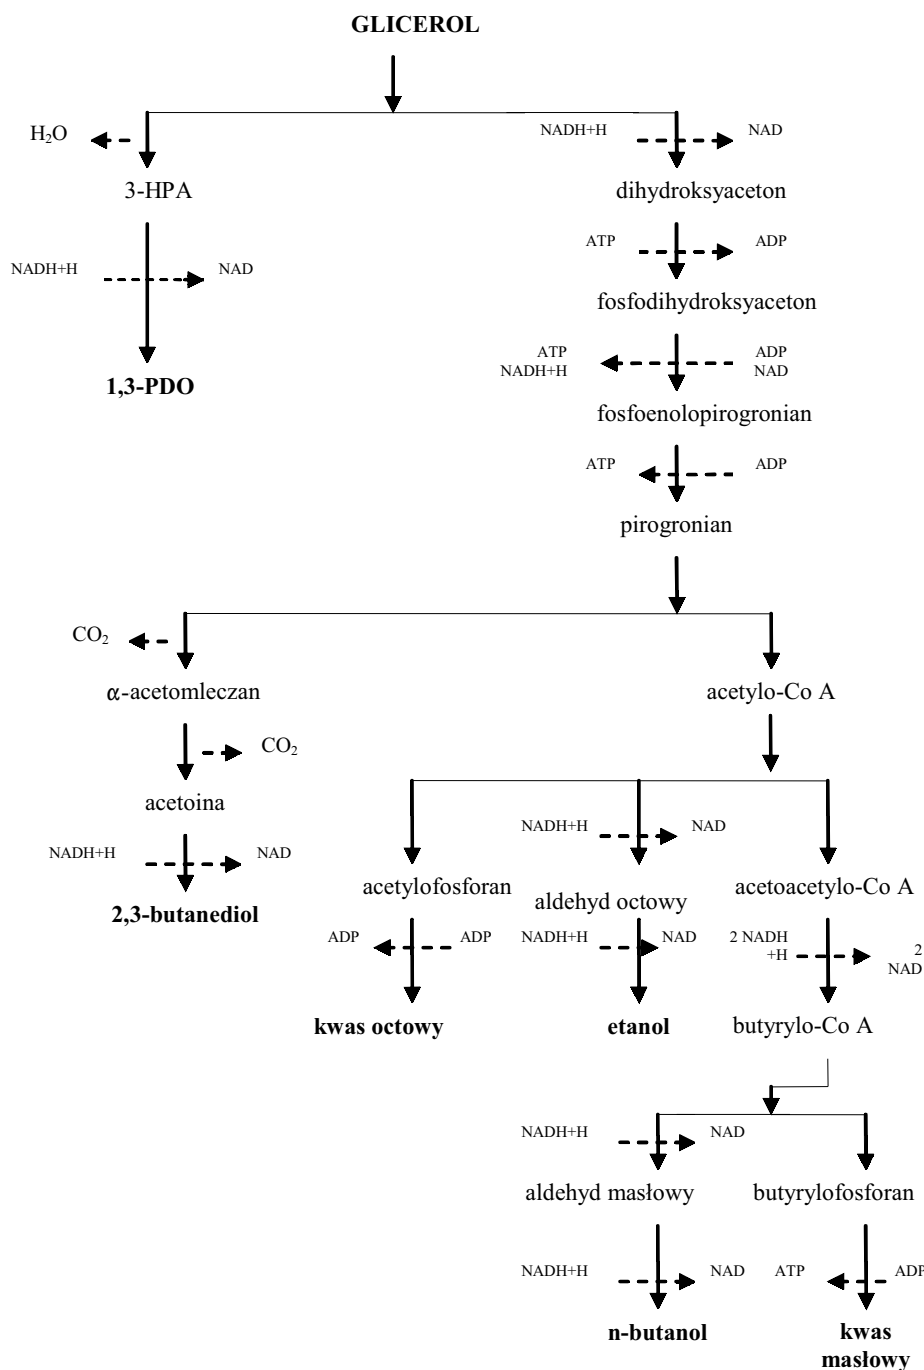 GLICEROL
H₂O
NADH+H
NAD
3-HPA
dihydroksyaceton
ATP
ADP
NADH+H
NAD
fosfodihydroksyaceton
ATP
NADH+H
ADP
NAD
1,3-PDO
fosfoenolopirogronian
ATP
ADP
pirogronian
CO₂
α-acetomleczan
acetylo-Co A
CO₂
acetoina
NADH+H
NAD
NADH+H
NAD
acetylofosforan
aldehyd octowy
acetoacetylo-Co A
2,3-butanediol
ADP
ADP
NADH+H
NAD
2 NADH
+H
2
NAD
kwas octowy
etanol
butyrylo-Co A
NADH+H
NAD
aldehyd masłowy
butyrylofosforan
NADH+H
NAD
ATP
ADP
n-butanol
kwas
masłowy